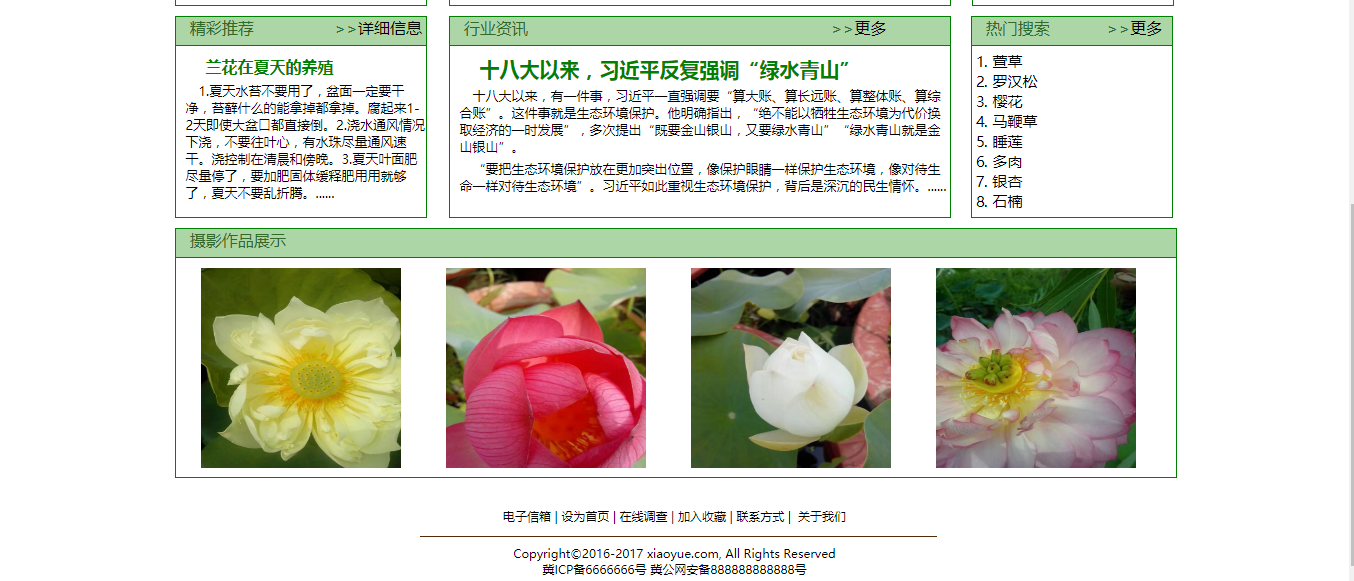 精彩推荐 >>详细信息
兰花在夏天的养殖
1.夏天水苔不要用了，盆面一定要干
净，苔藓什么的能拿掉都拿掉。腐起来1-
2天即使大盆口都直接倒。2.浇水通风情况
下浇，不要往叶心，有水珠尽量通风速
干。浇控制在清晨和傍晚。3.夏天叶面肥
尽量停了，要加肥固体缓释肥用用就够
了，夏天不要乱折腾。......
行业资讯 >>更多
十八大以来，习近平反复强调“绿水青山”
十八大以来，有一件事，习近平一直强调要“算大账、算长远账、算整体账、算综
合账”。这件事就是生态环境保护。他明确指出，“绝不能以牺牲生态环境为代价换
取经济的一时发展”，多次提出“既要金山银山，又要绿水青山”“绿水青山就是金
山银山”。
“要把生态环境保护放在更加突出位置，像保护眼睛一样保护生态环境，像对待生
命一样对待生态环境”。习近平如此重视生态环境保护，背后是深沉的民生情怀。......
热门搜索 >>更多
1. 萱草
2. 罗汉松
3. 樱花
4. 马鞭草
5. 睡莲
6. 多肉
7. 银杏
8. 石楠
摄影作品展示
电子信箱 | 设为首页 | 在线调查 | 加入收藏 | 联系方式 | 关于我们
Copyright©2016-2017 xiaoyue.com, All Rights Reserved
冀ICP备6666666号 冀公网安备888888888888号